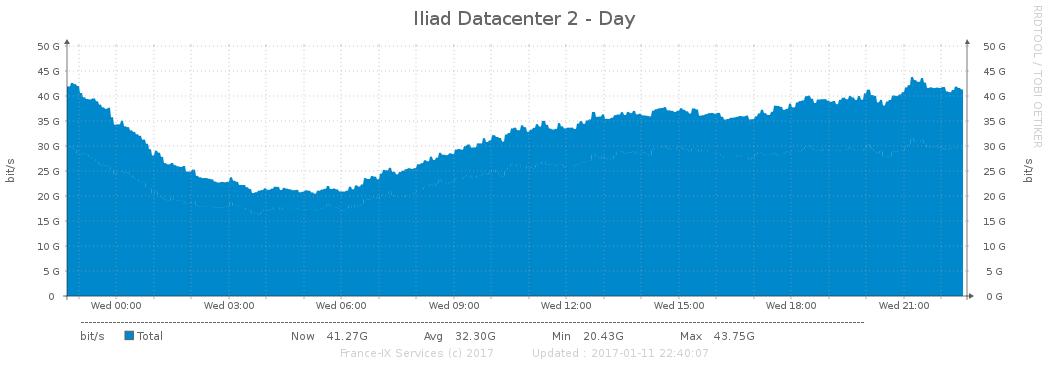 Iliad Datacenter 2 - Day
RRDTOOL / TOBI OETIKER
bit/s
bit/s
50 G 50 G
45 G 45 G
40 G 40 G
35 G 35 G
30 G 30 G
25 G 25 G
20 G 20 G
15 G 15 G
10 G 10 G
5 G 5 G
0 0 G
Wed 00:00 Wed 03:00 Wed 06:00 Wed 09:00 Wed 12:00 Wed 15:00 Wed 18:00 Wed 21:00
bit/s Total Now 41.27G Avg 32.30G Min 20.43G Max 43.75G
France-IX Services (c) 2017 Updated : 2017-01-11 22:40:07